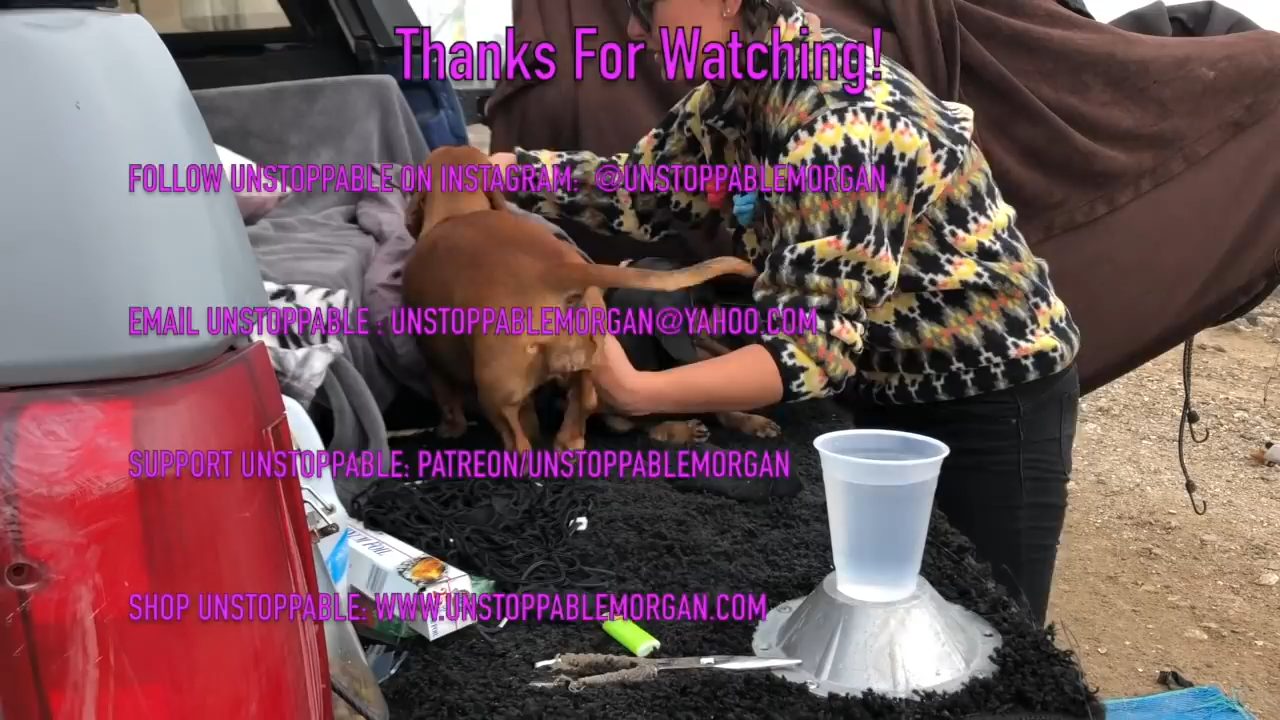 Thanks For Watching!
FOLLOW UNSTOPPABLE ON INSTAGRAM: @UNSTOPPABLEMORGAN
EMAIL UNSTOPPABLE : UNSTOPPABLEMORGAN@YAHOO.COM
SUPPORT UNSTOPPABLE: PATREON/UNSTOPPABLEMORGAN
SHOP UNSTOPPABLE: WWW.UNSTOPPABLEMORGAN.COM